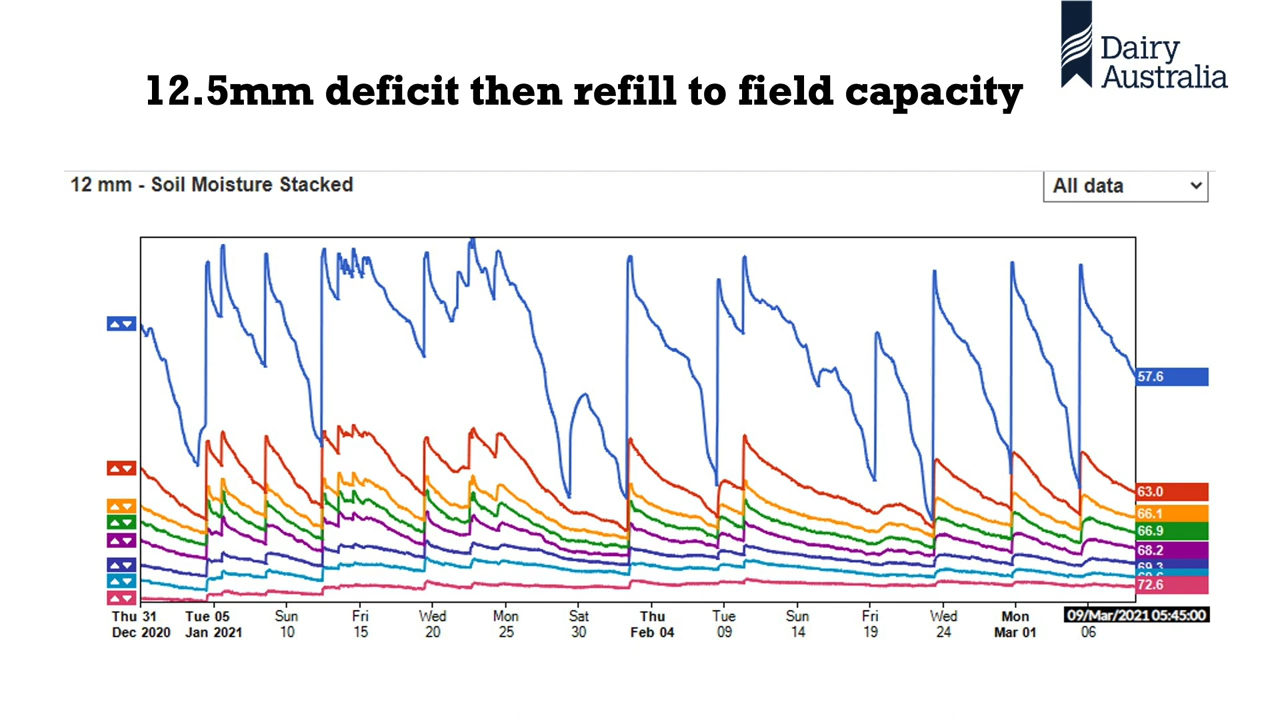 12.5mm deficit then refill to field capacity
Dairy
Australia
12 mm - Soil Moisture Stacked
All data
57.6
63.0
66.1
66.9
68.2
69.3
72.6
Thu 31 Tue 05 Sun Fri Wed Mon Sat Thu Tue Sun Fri Wed Mon 09/Mar/2021 05:45:00
Dec 2020 Jan 2021 10 15 20 25 30 Feb 04 09 14 19 24 Mar 01 06